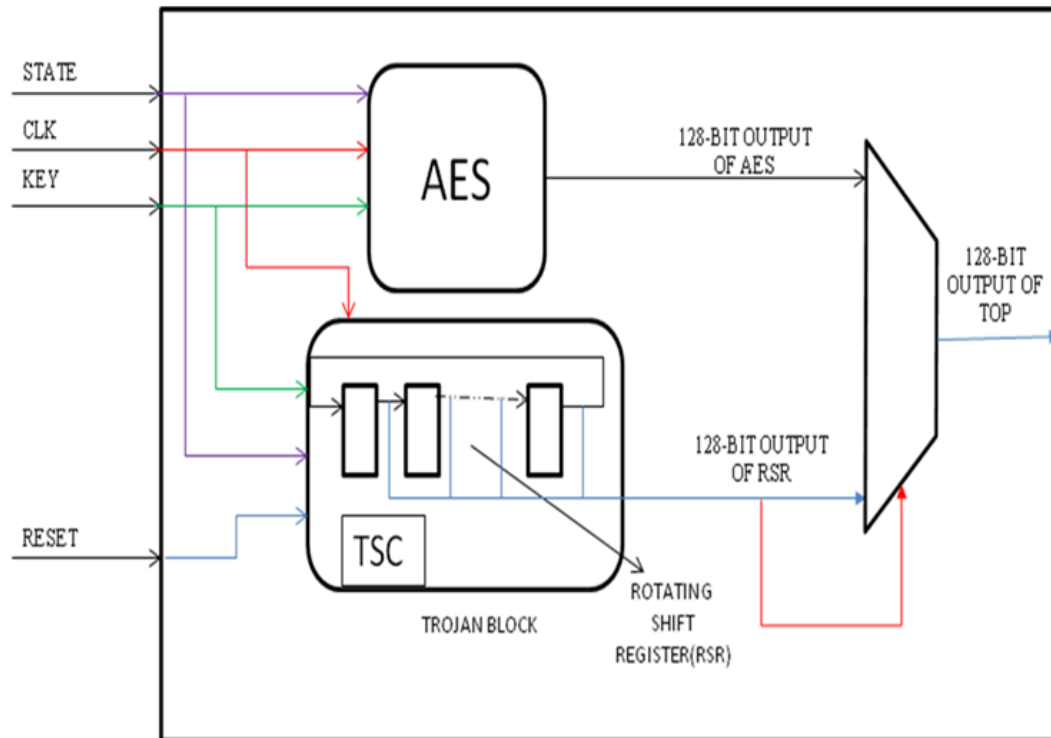 STATE
CLK
KEY
AES
128-BIT OUTPUT
OF AES
128-BIT
OUTPUT OF
TOP
128-BIT OUTPUT
OF RSR
RESET
TSC
TROJAN BLOCK
ROTATING
SHIFT
REGISTER(RSR)